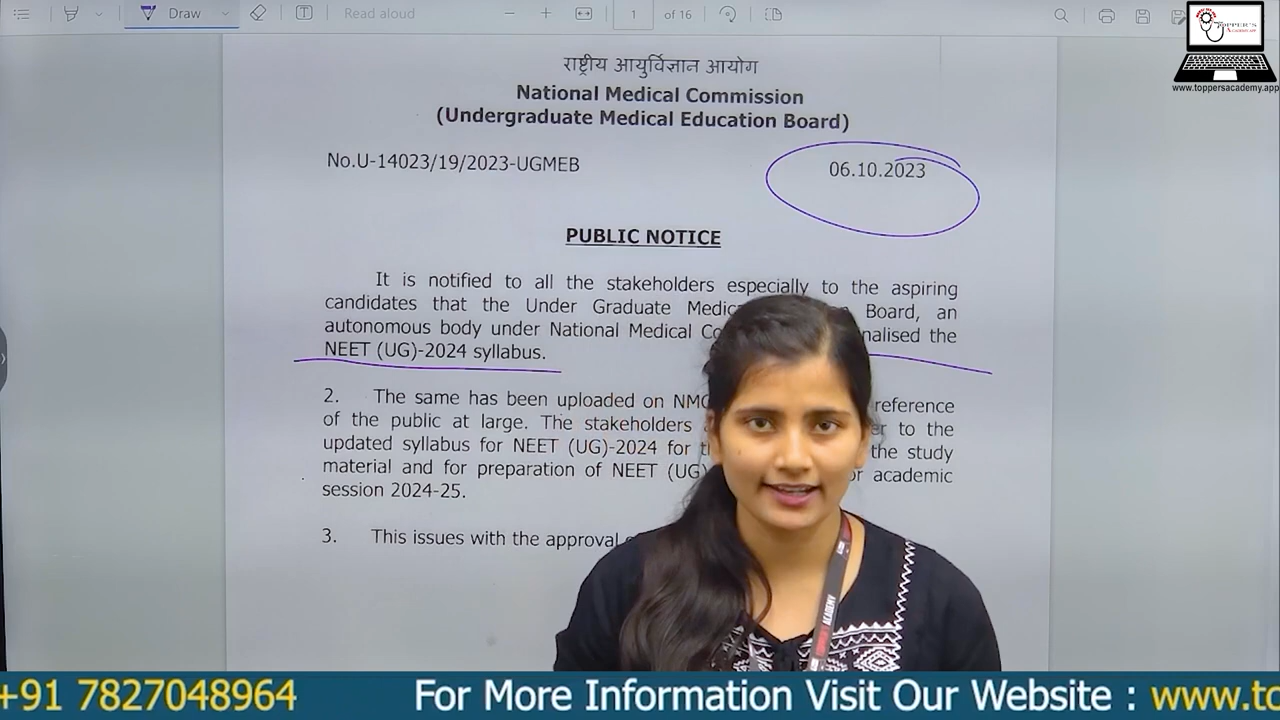 Draw
Read aloud
1
of 16
TOPPER'S
ACADEMY.APP
www.toppersacademy.app
राष्ट्रीय आयुर्विज्ञान आयोग
National Medical Commission
(Undergraduate Medical Education Board)
No.U-14023/19/2023-UGMEB
06.10.2023
PUBLIC NOTICE
It is notified to all the stakeholders especially to the aspiring
candidates that the Under Graduate Board, an
autonomous body under National Medical the
NEET (UG)-2024 syllabus.
2. The same has been uploaded on reference
of the public at large. The stakeholders to the
updated syllabus for NEET (UG)-2024 for the study
material and for preparation of NEET (UG) academic
session 2024-25.
3. This issues with the approval
ACADEMY
+91 7827048964
For More Information Visit Our Website :